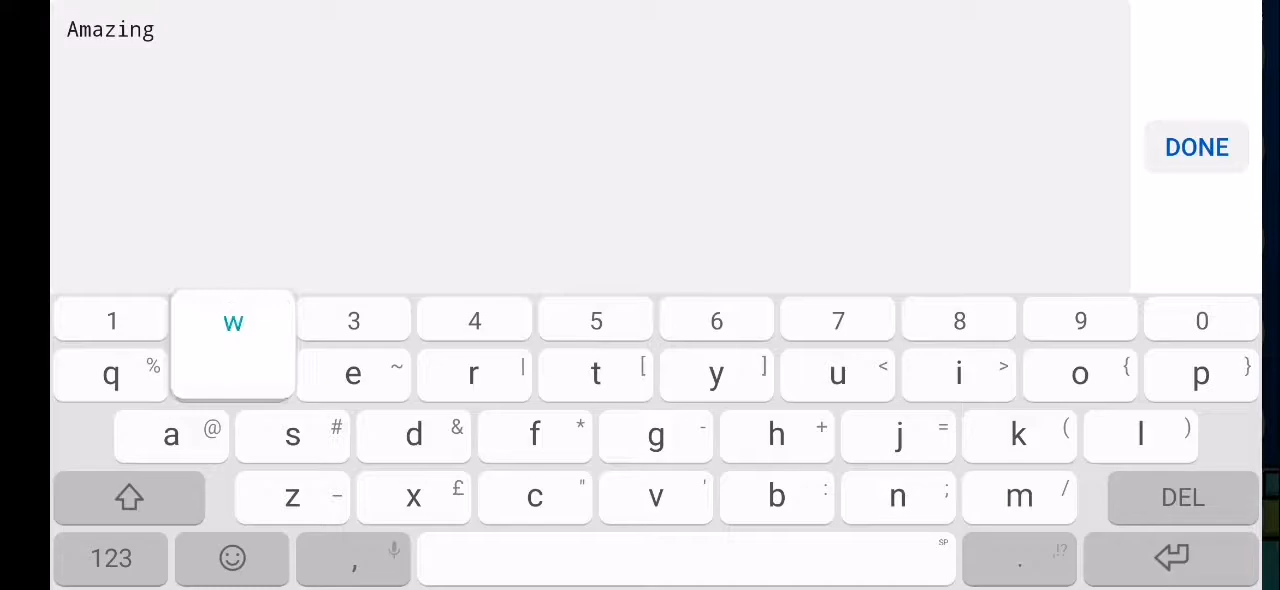 Amazing
DONE
1 w 3 4 5 6 7 8 9 0
q % e ~ r | t [ y ] u < i > o { p }
a @ s # d & f * g - h + j = k ( l )
z _ x £ c " v ' b : n ; m / DEL
123 , SP . ,!?